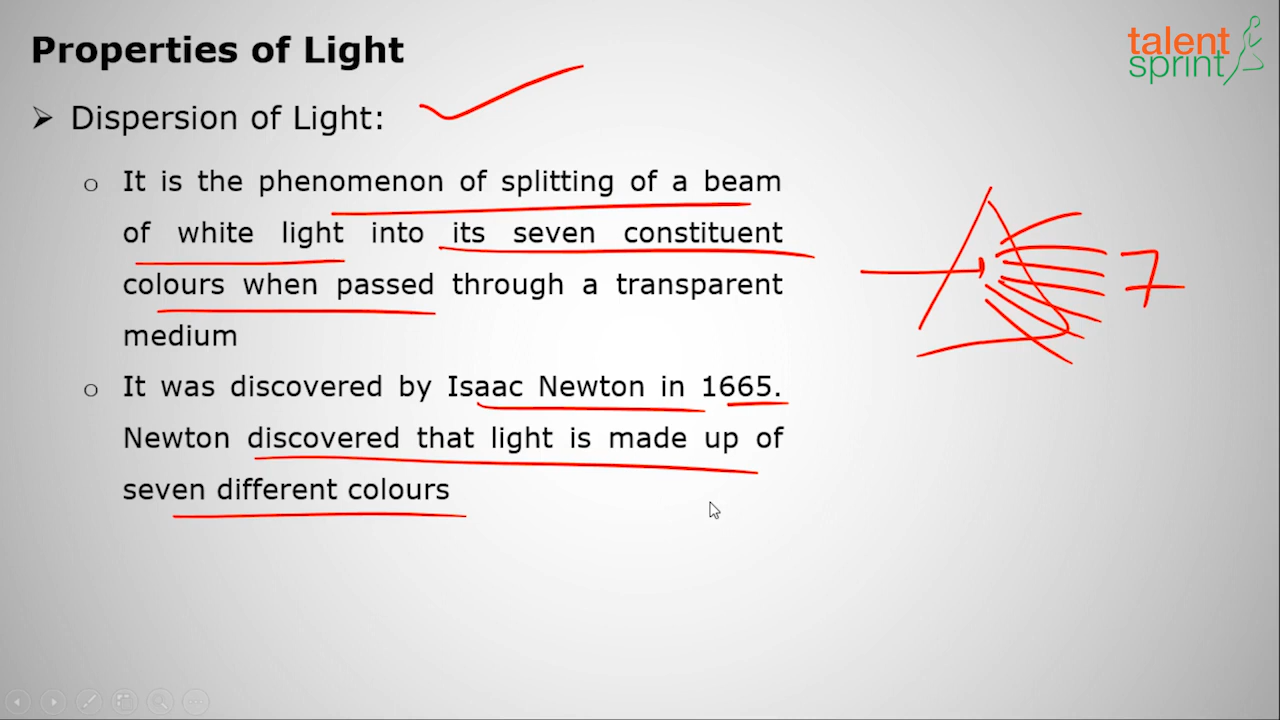 Properties of Light
talent
sprint
➢ Dispersion of Light:
o It is the phenomenon of splitting of a beam
of white light into its seven constituent
colours when passed through a transparent
medium
7
o It was discovered by Isaac Newton in 1665.
Newton discovered that light is made up of
seven different colours